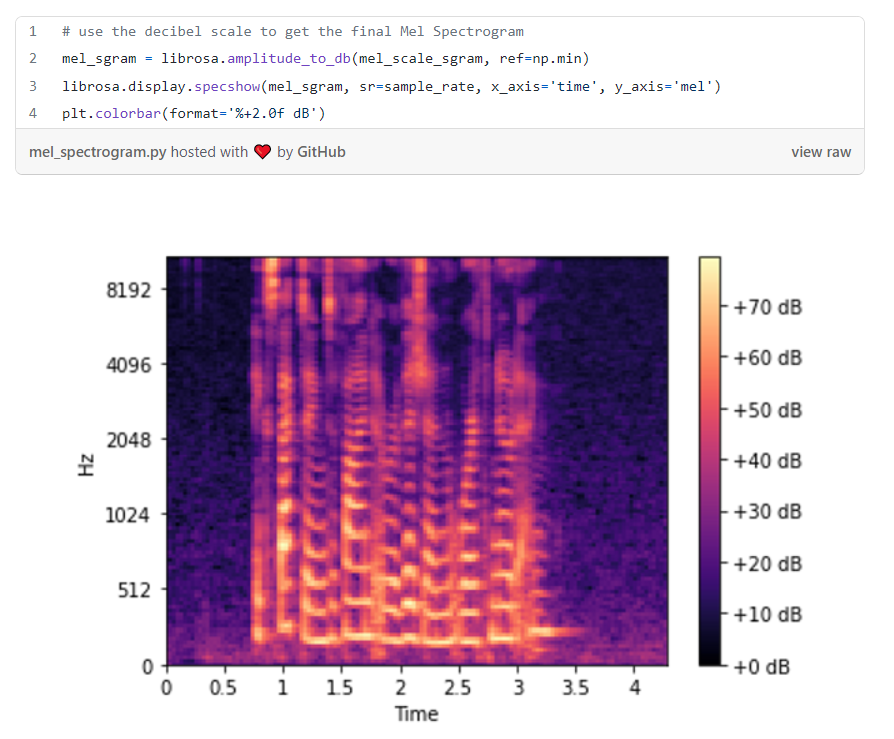 1 # use the decibel scale to get the final Mel Spectrogram
2 mel_sgram = librosa.amplitude_to_db(mel_scale_sgram, ref=np.min)
3 librosa.display.specshow(mel_sgram, sr=sample_rate, x_axis='time', y_axis='mel')
4 plt.colorbar(format='%+2.0f dB')
mel_spectrogram.py hosted with ❤ by GitHub view raw
8192
4096
2048
1024
512
0
Hz
0 0.5 1 1.5 2 2.5 3 3.5 4
Time
+70 dB
+60 dB
+50 dB
+40 dB
+30 dB
+20 dB
+10 dB
+0 dB